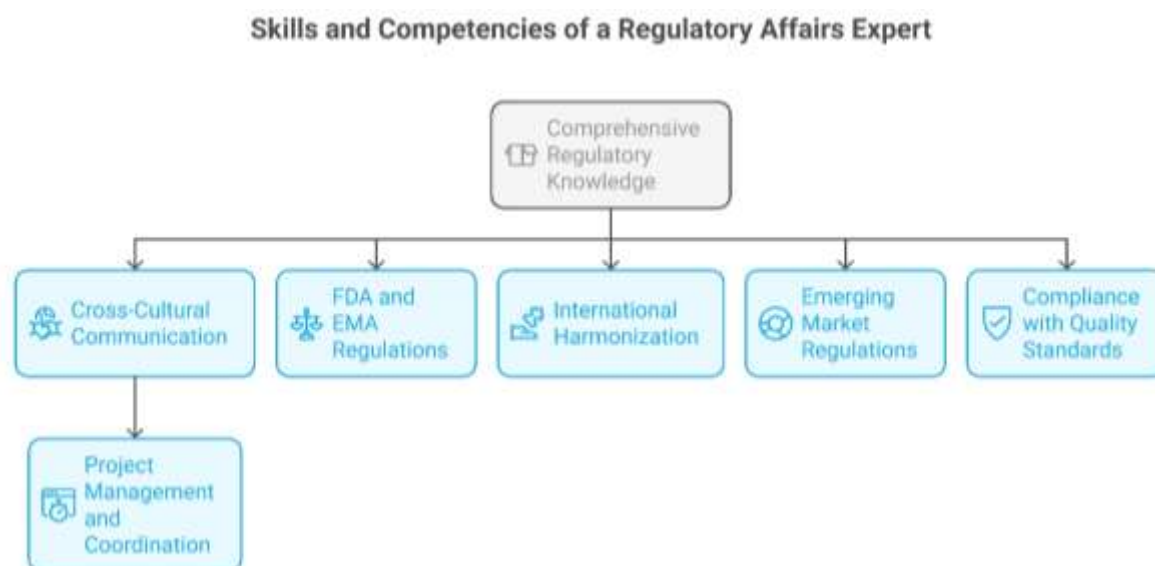 Skills and Competencies of a Regulatory Affairs Expert
Comprehensive
Regulatory
Knowledge
Cross-Cultural
Communication
FDA and
EMA
Regulations
International
Harmonization
Emerging
Market
Regulations
Compliance
with Quality
Standards
Project
Management
and
Coordination